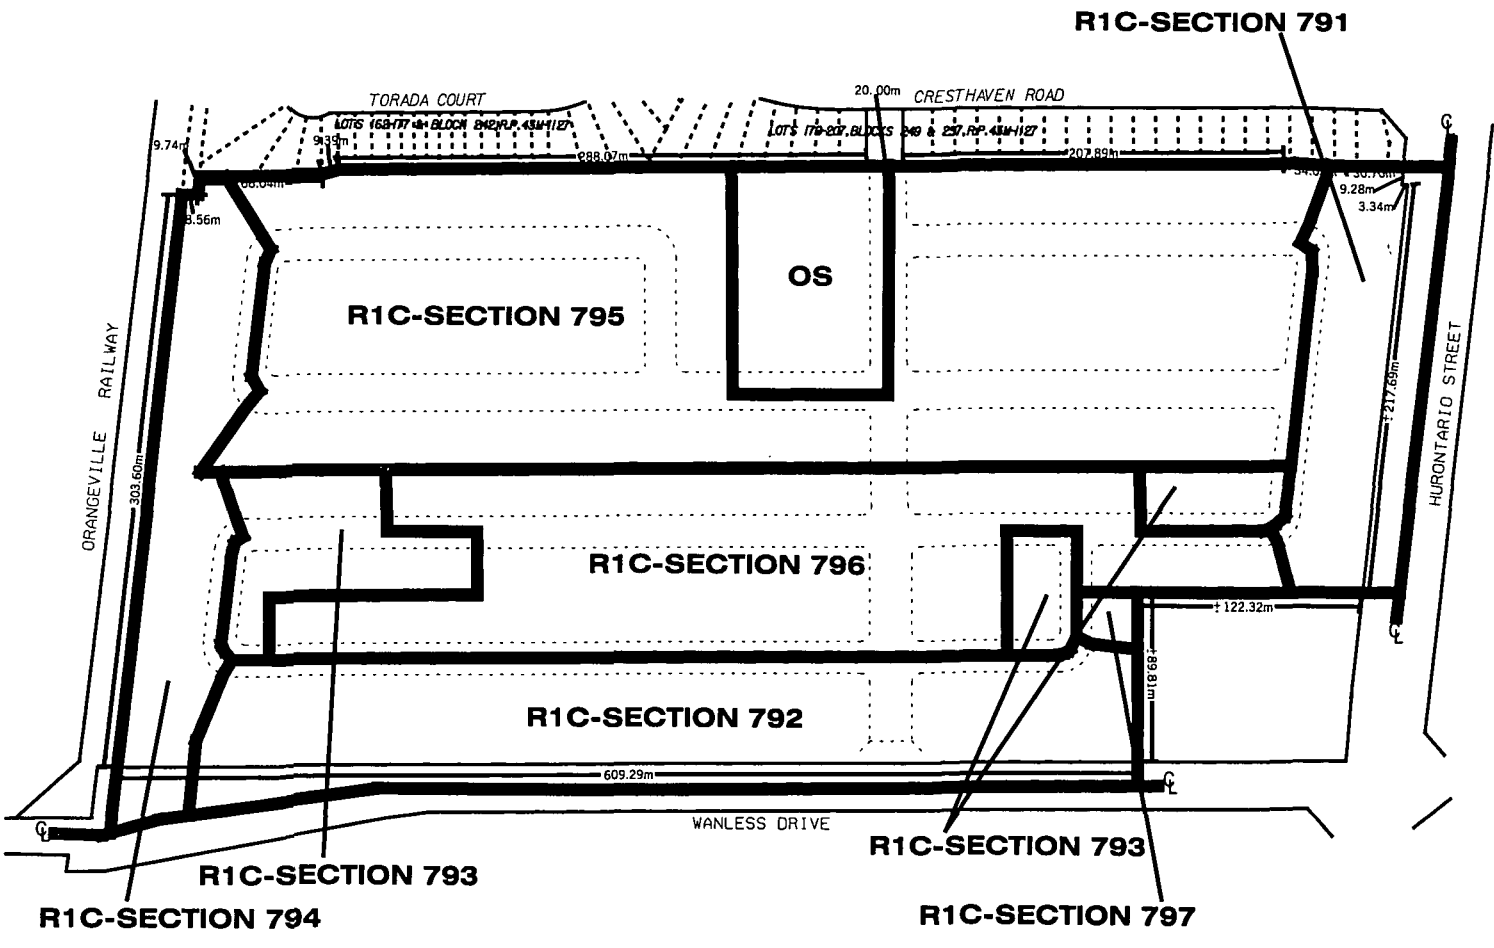 R1C-SECTION 791
TORADA COURT
20.00m
CRESTHAVEN ROAD
9.74m
9.39m
288.07m
207.89m
9.28m
3.34m
OS
R1C-SECTION 795
ORANGEVILLE RAILWAY
303.60m
±217.69m
HURONTARIO STREET
R1C-SECTION 796
±122.32m
±89.81m
R1C-SECTION 792
609.29m
WANLESS DRIVE
R1C-SECTION 793
R1C-SECTION 793
R1C-SECTION 794
R1C-SECTION 797